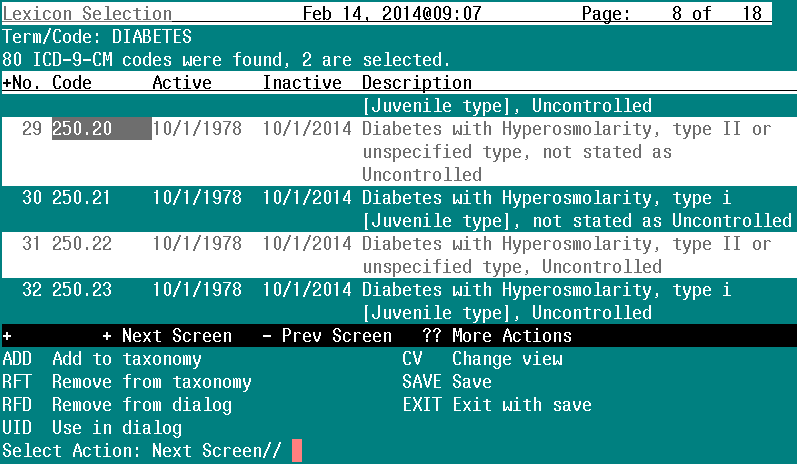 Lexicon Selection Feb 14, 2014@09:07 Page: 8 of 18
Term/Code: DIABETES
80 ICD-9-CM codes were found, 2 are selected.
+No. Code Active Inactive Description
[Juvenile type], Uncontrolled
29 250.20 10/1/1978 10/1/2014 Diabetes with Hyperosmolarity, type II or
unspecified type, not stated as
Uncontrolled
30 250.21 10/1/1978 10/1/2014 Diabetes with Hyperosmolarity, type i
[Juvenile type], not stated as Uncontrolled
31 250.22 10/1/1978 10/1/2014 Diabetes with Hyperosmolarity, type II or
unspecified type, Uncontrolled
32 250.23 10/1/1978 10/1/2014 Diabetes with Hyperosmolarity, type i
[Juvenile type], Uncontrolled
+ + Next Screen - Prev Screen ?? More Actions
ADD Add to taxonomy CV Change view
RFT Remove from taxonomy SAVE Save
RFD Remove from dialog EXIT Exit with save
UID Use in dialog
Select Action: Next Screen//